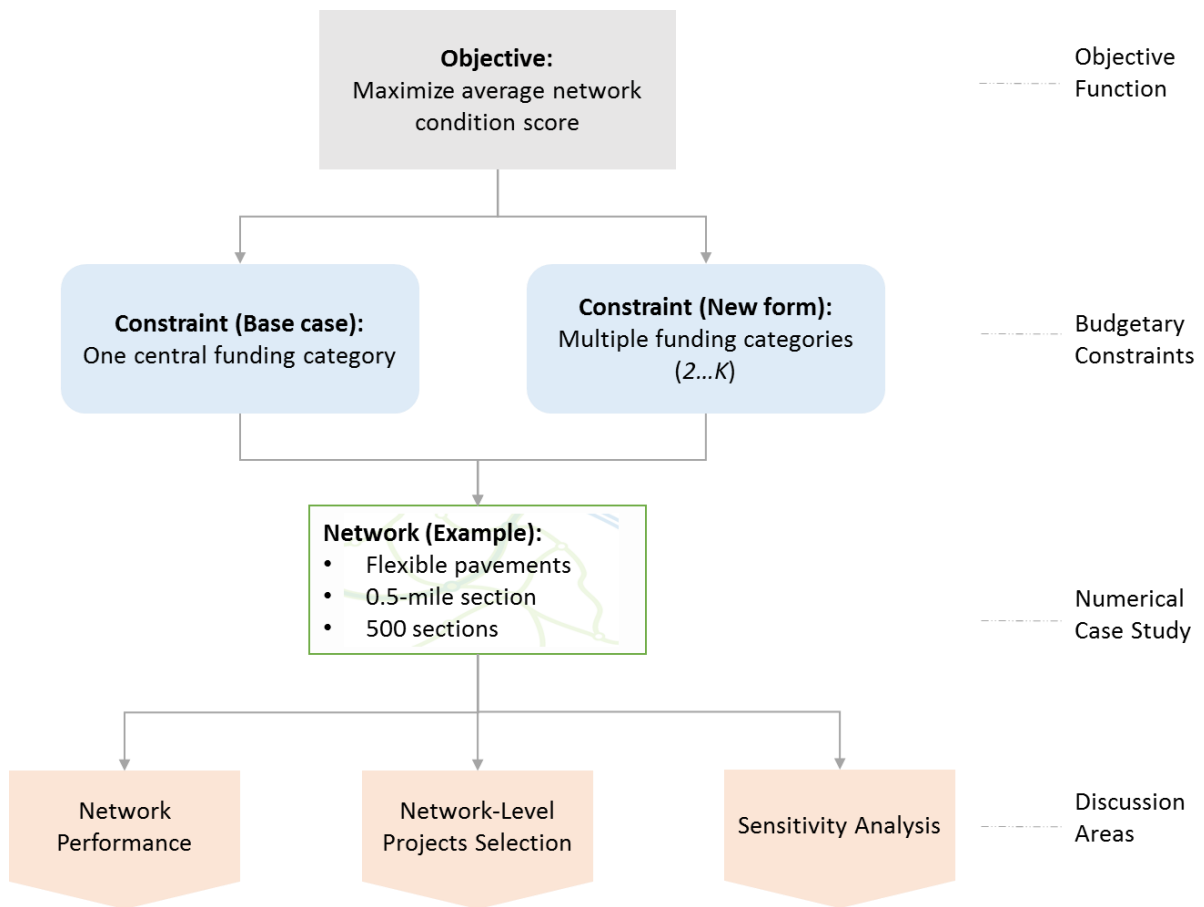 Objective:
Maximize average network
condition score
Objective
Function
Constraint (Base case):
One central funding category
Constraint (New form):
Multiple funding categories
(2...K)
Budgetary
Constraints
Network (Example):
• Flexible pavements
• 0.5-mile section
• 500 sections
Numerical
Case Study
Network
Performance
Network-Level
Projects Selection
Sensitivity Analysis
Discussion
Areas